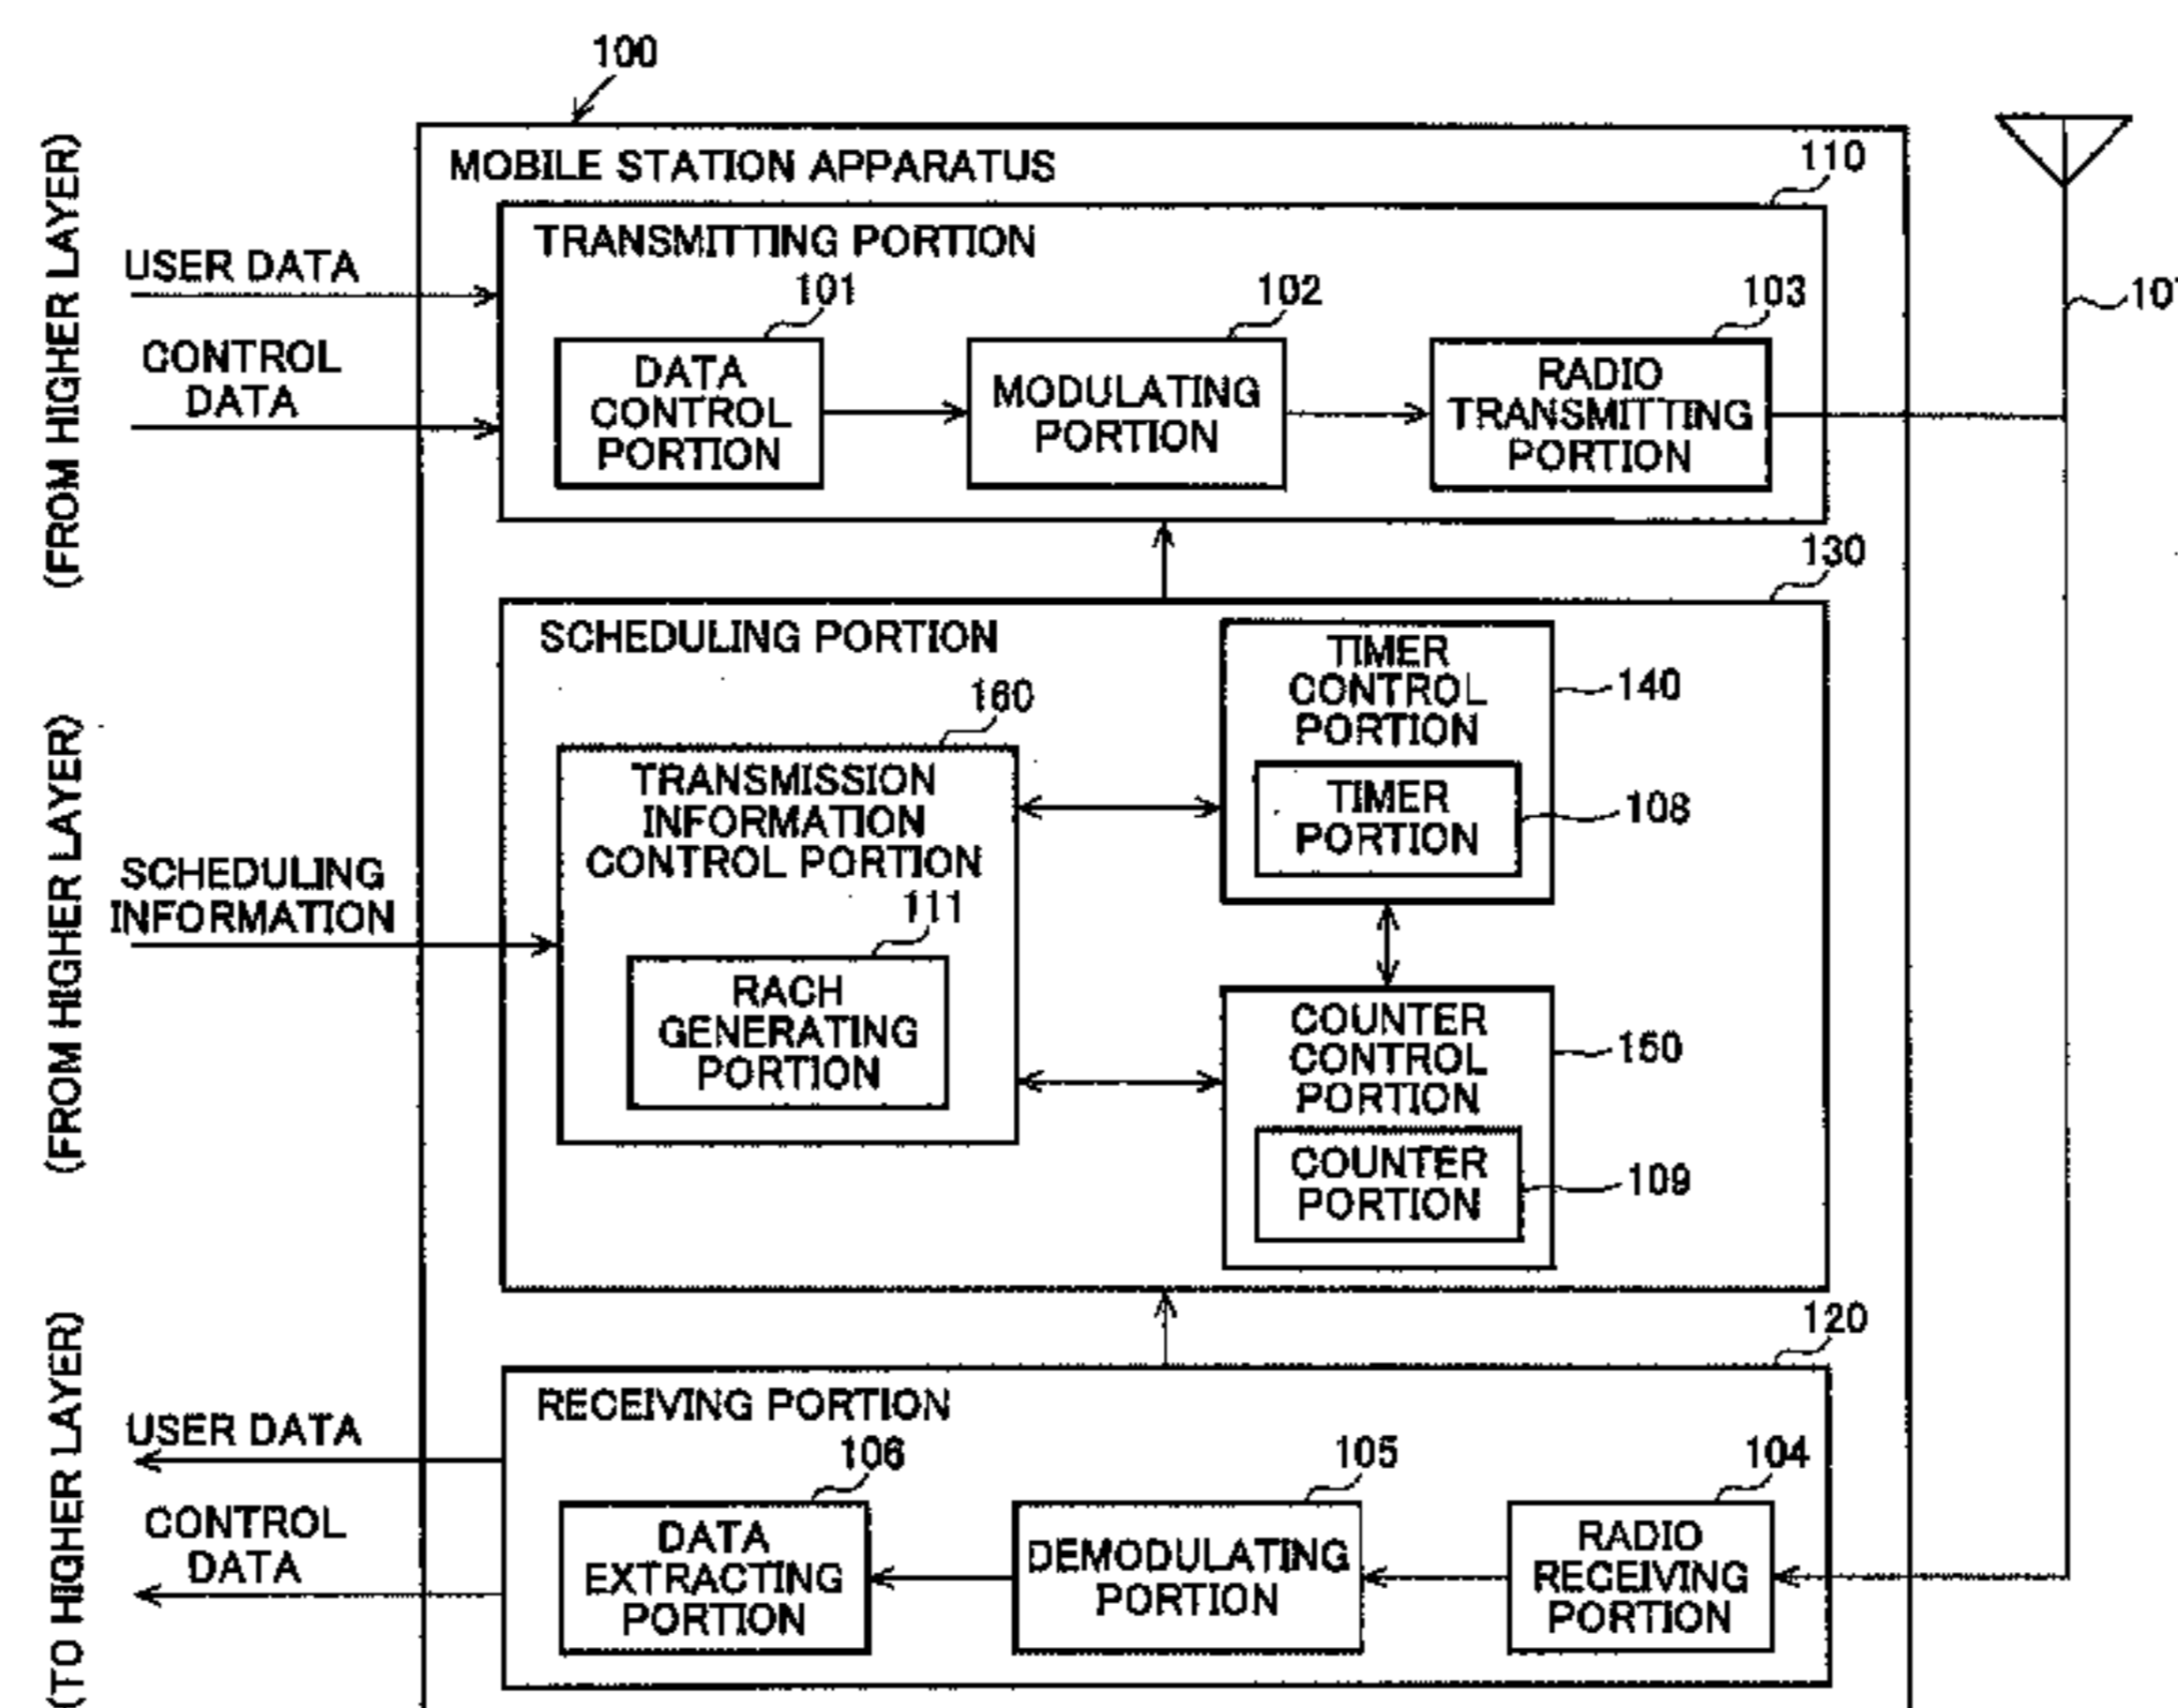 100
MOBILE STATION APPARATUS
110
(FROM HIGHER LAYER)
USER DATA
CONTROL
DATA
TRANSMITTING PORTION
101
DATA
CONTROL
PORTION
102
MODULATING
PORTION
103
RADIO
TRANSMITTING
PORTION
107
130
SCHEDULING PORTION
(FROM HIGHER LAYER)
SCHEDULING
INFORMATION
160
TRANSMISSION
INFORMATION
CONTROL PORTION
111
RACH
GENERATING
PORTION
TIMER
CONTROL
PORTION
140
TIMER
PORTION
108
COUNTER
CONTROL
PORTION
150
COUNTER
PORTION
109
120
RECEIVING PORTION
(TO HIGHER LAYER)
USER DATA
CONTROL
DATA
106
DATA
EXTRACTING
PORTION
105
DEMODULATING
PORTION
104
RADIO
RECEIVING
PORTION